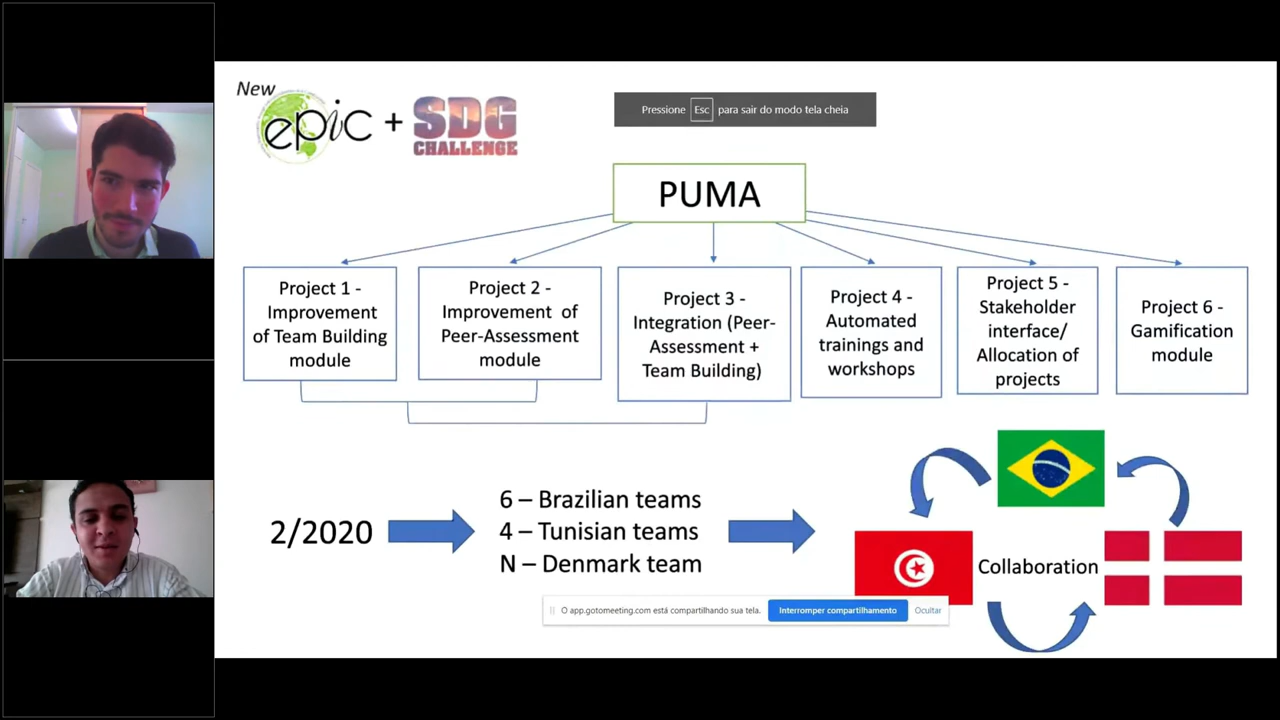 New
epic + SDG
CHALLENGE
Pressione Esc para sair do modo tela cheia
PUMA
Project 1 -
Improvement
of Team Building
module
Project 2 -
Improvement of
Peer-Assessment
module
Project 3 -
Integration (Peer-
Assessment +
Team Building)
Project 4 -
Automated
trainings and
workshops
Project 5 -
Stakeholder
interface/
Allocation of
projects
Project 6 -
Gamification
module
2/2020
6 – Brazilian teams
4 – Tunisian teams
N – Denmark team
Collaboration
O app.gotomeeting.com está compartilhando sua tela. Interromper compartilhamento Ocultar